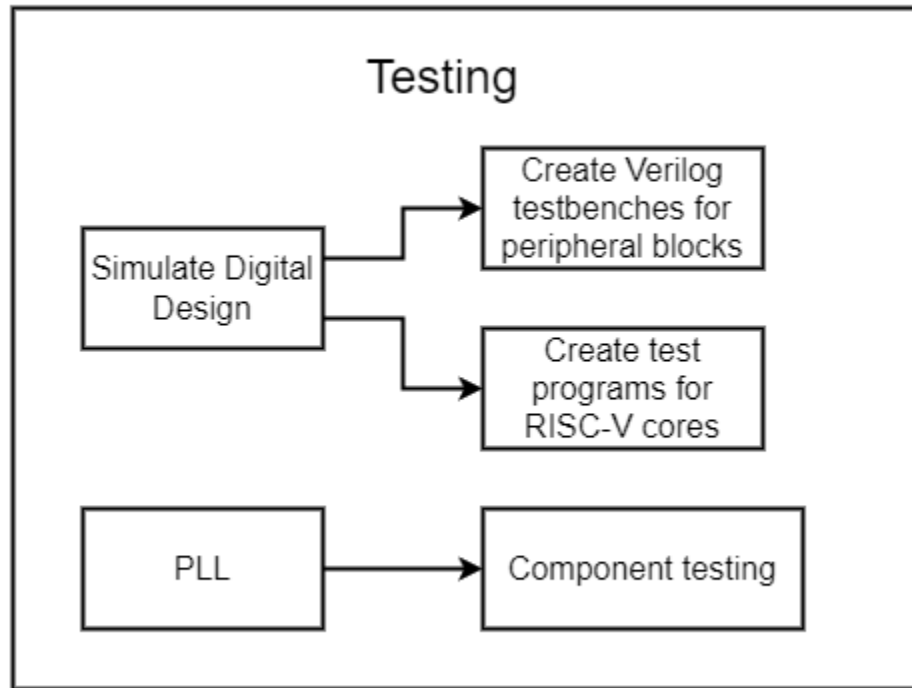 Testing
Create Verilog
testbenches for
peripheral blocks
Simulate Digital
Design
Create test
programs for
RISC-V cores
PLL
Component testing